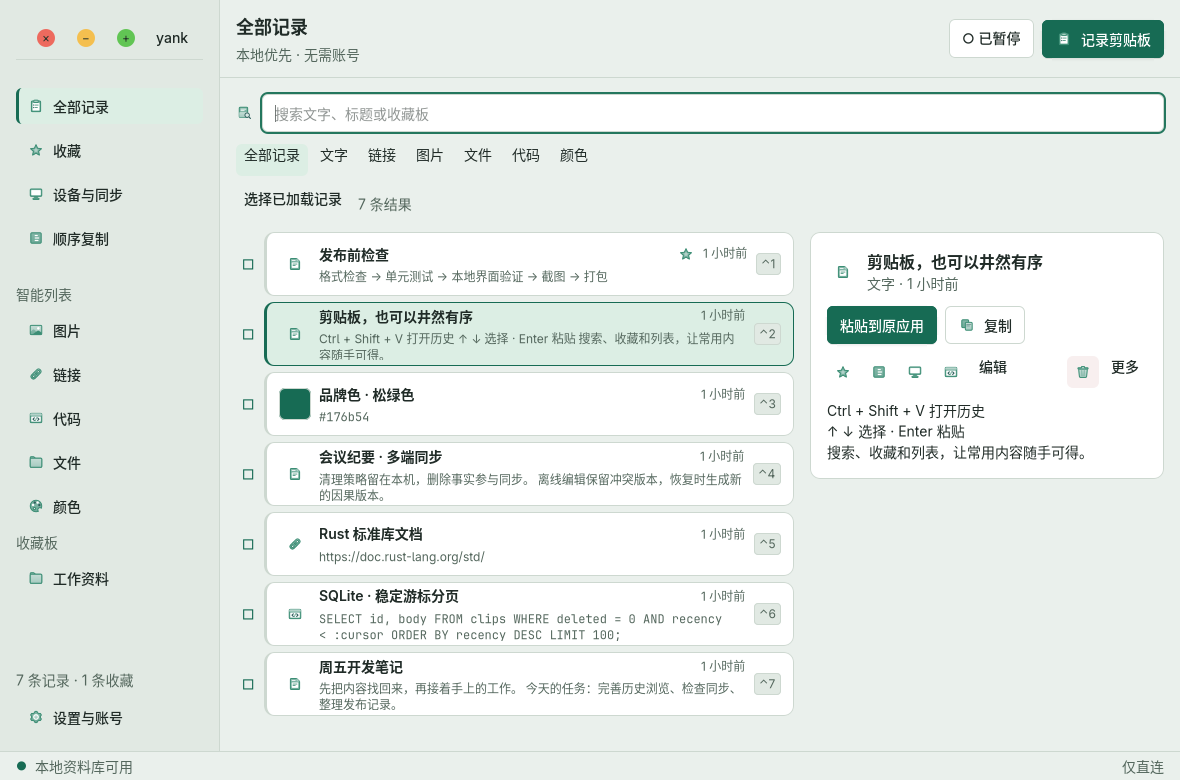 yank
全部记录
收藏
设备与同步
顺序复制
智能列表
图片
链接
代码
文件
颜色
收藏板
工作资料
7 条记录 · 1 条收藏
设置与账号
全部记录
本地优先 · 无需账号
已暂停
记录剪贴板
搜索文字、标题或收藏板
全部记录 文字 链接 图片 文件 代码 颜色
选择已加载记录 7 条结果
发布前检查 1 小时前 ^1
格式检查 → 单元测试 → 本地界面验证 → 截图 → 打包
剪贴板，也可以井然有序 1 小时前 ^2
Ctrl + Shift + V 打开历史 ↑ ↓ 选择 · Enter 粘贴 搜索、收藏和列表，让常用内
容随手可得。
品牌色 · 松绿色 1 小时前 ^3
#176b54
会议纪要 · 多端同步 1 小时前 ^4
清理策略留在本机，删除事实参与同步。 离线编辑保留冲突版本，恢复时生成新
的因果版本。
Rust 标准库文档 1 小时前 ^5
https://doc.rust-lang.org/std/
SQLite · 稳定游标分页 1 小时前 ^6
SELECT id, body FROM clips WHERE deleted = 0 AND recency
< :cursor ORDER BY recency DESC LIMIT 100;
周五开发笔记 1 小时前 ^7
先把内容找回来，再接着手上的工作。 今天的任务：完善历史浏览、检查同步、
整理发布记录。
剪贴板，也可以井然有序
文字 · 1 小时前
粘贴到原应用 复制
编辑 更多
Ctrl + Shift + V 打开历史
↑ ↓ 选择 · Enter 粘贴
搜索、收藏和列表，让常用内容随手可得。
本地资料库可用 仅直连